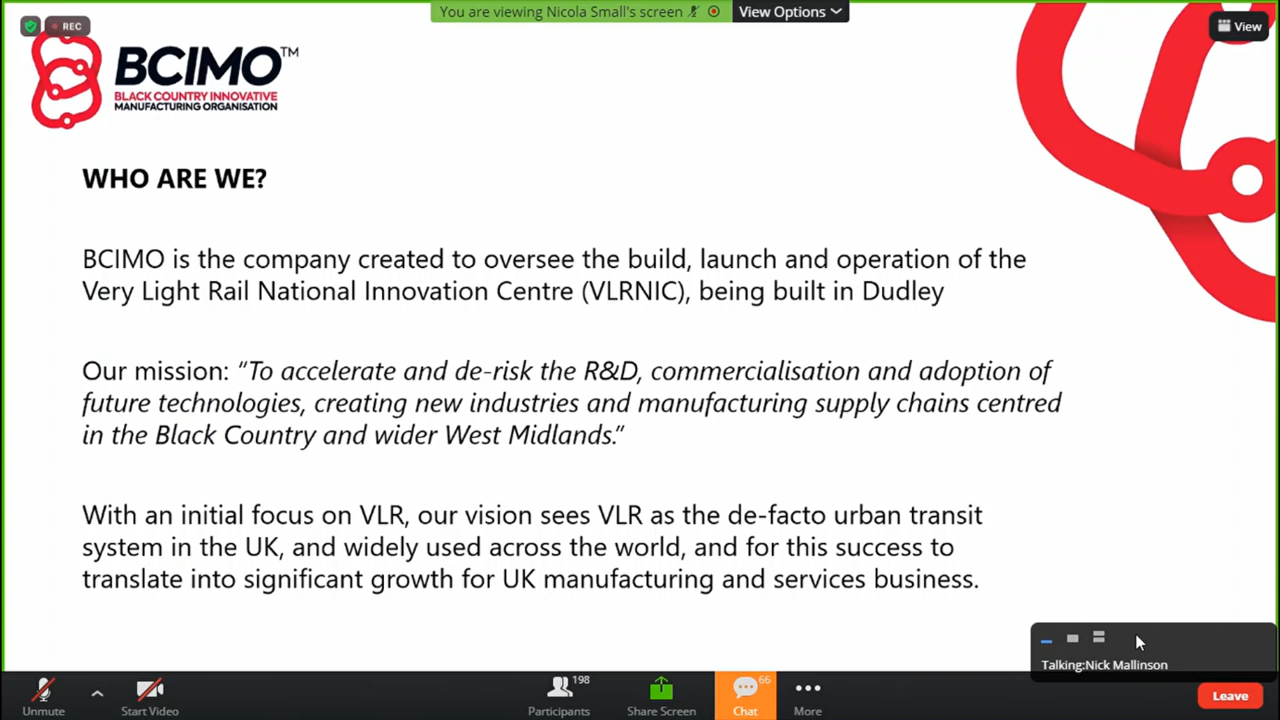 You are viewing Nicola Small's screen
View Options
REC
View
BCIMO™
BLACK COUNTRY INNOVATIVE
MANUFACTURING ORGANISATION
WHO ARE WE?
BCIMO is the company created to oversee the build, launch and operation of the
Very Light Rail National Innovation Centre (VLRNIC), being built in Dudley
Our mission: “To accelerate and de-risk the R&D, commercialisation and adoption of
future technologies, creating new industries and manufacturing supply chains centred
in the Black Country and wider West Midlands.”
With an initial focus on VLR, our vision sees VLR as the de-facto urban transit
system in the UK, and widely used across the world, and for this success to
translate into significant growth for UK manufacturing and services business.
Talking:Nick Mallinson
198
66
Unmute
Start Video
Participants
Share Screen
Chat
More
Leave